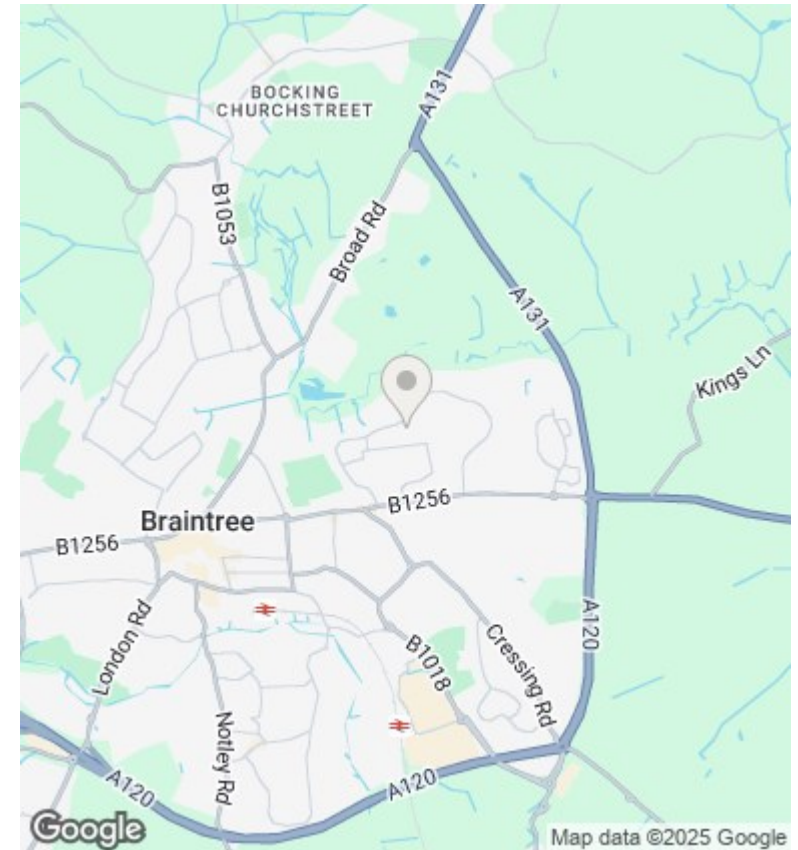 BOCKING
CHURCHSTREET
A131
B1053
Broad Rd
A131
Kings Ln
B1256
Braintree
B1256
London Rd
A120
Cressing Rd
B1018
Notley Rd
A120
A120
Google
Map data ©2025 Google